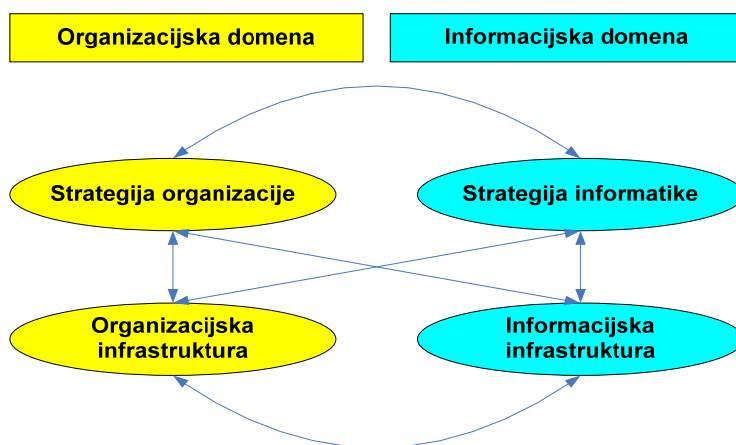 Organizacijska domena
Informacijska domena
Strategija organizacije
Strategija informatike
Organizacijska
infrastruktura
Informacijska
infrastruktura